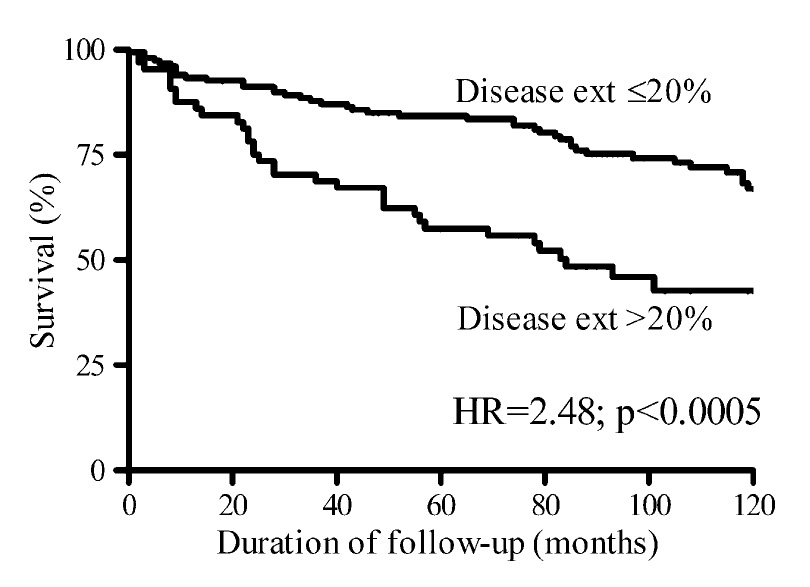 100
75
50
25
0
Survival (%)
Disease ext ≤20%
Disease ext >20%
HR=2.48; p<0.0005
0 20 40 60 80 100 120
Duration of follow-up (months)